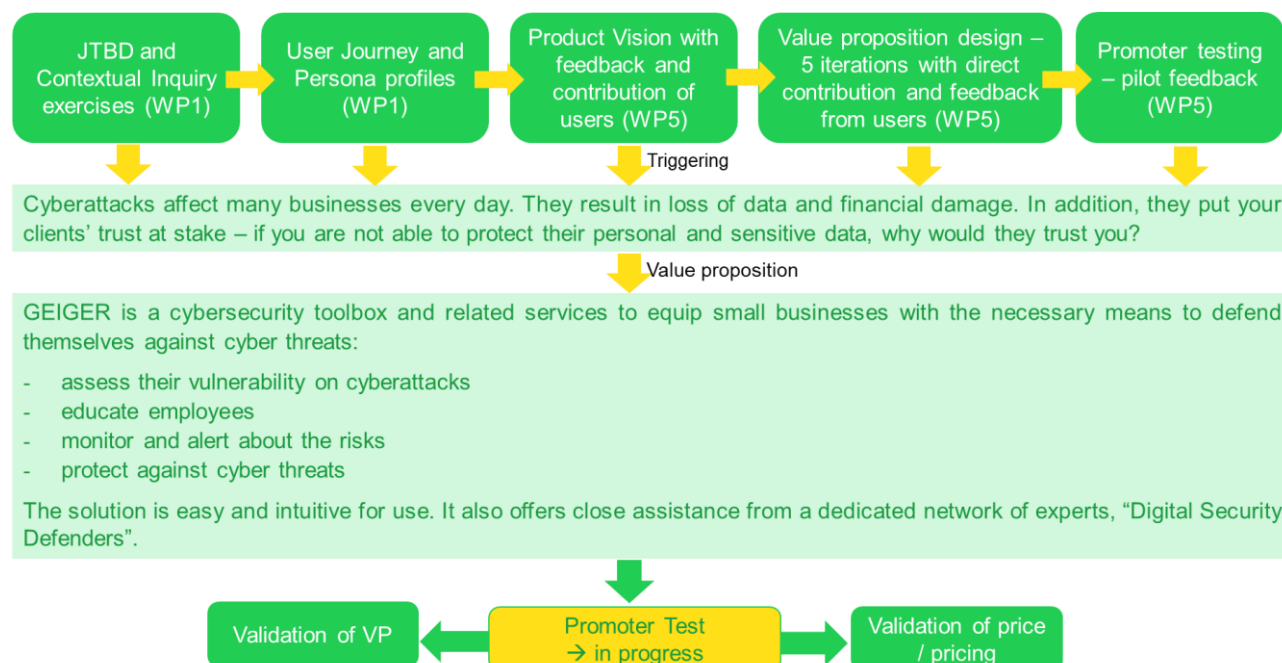 JTBD and
Contextual Inquiry
exercises (WP1)
User Journey and
Persona profiles
(WP1)
Product Vision with
feedback and
contribution of
users (WP5)
Value proposition design –
5 iterations with direct
contribution and feedback
from users (WP5)
Promoter testing
– pilot feedback
(WP5)
Triggering
Cyberattacks affect many businesses every day. They result in loss of data and financial damage. In addition, they put your
clients’ trust at stake – if you are not able to protect their personal and sensitive data, why would they trust you?
Value proposition
GEIGER is a cybersecurity toolbox and related services to equip small businesses with the necessary means to defend
themselves against cyber threats:
- assess their vulnerability on cyberattacks
- educate employees
- monitor and alert about the risks
- protect against cyber threats
The solution is easy and intuitive for use. It also offers close assistance from a dedicated network of experts, “Digital Security
Defenders”.
Validation of VP
Promoter Test
→ in progress
Validation of price
/ pricing